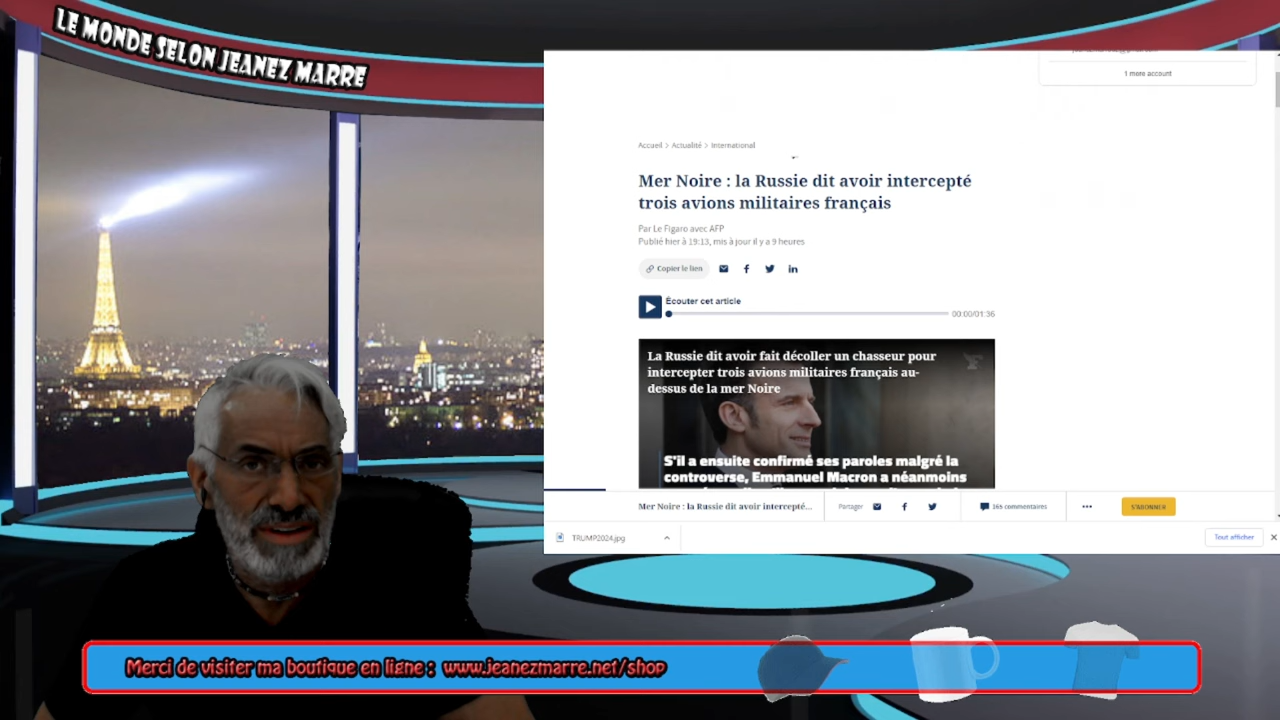 LE MONDE SELON JEANEZ MARRE
1 more account
Accueil > Actualité > International
Mer Noire : la Russie dit avoir intercepté
trois avions militaires français
Par Le Figaro avec AFP
Publié hier à 19:13, mis à jour il y a 9 heures
Copier le lien
Écouter cet article
00:00/01:36
La Russie dit avoir fait décoller un chasseur pour
intercepter trois avions militaires français au-
dessus de la mer Noire
S'il a ensuite confirmé ses paroles malgré la
controverse, Emmanuel Macron a néanmoins
Mer Noire : la Russie dit avoir intercepté...
Partager
165 commentaires
S'ABONNER
TRUMP2024.jpg
Tout afficher
Merci de visiter ma boutique en ligne : www.jeanezmarre.net/shop